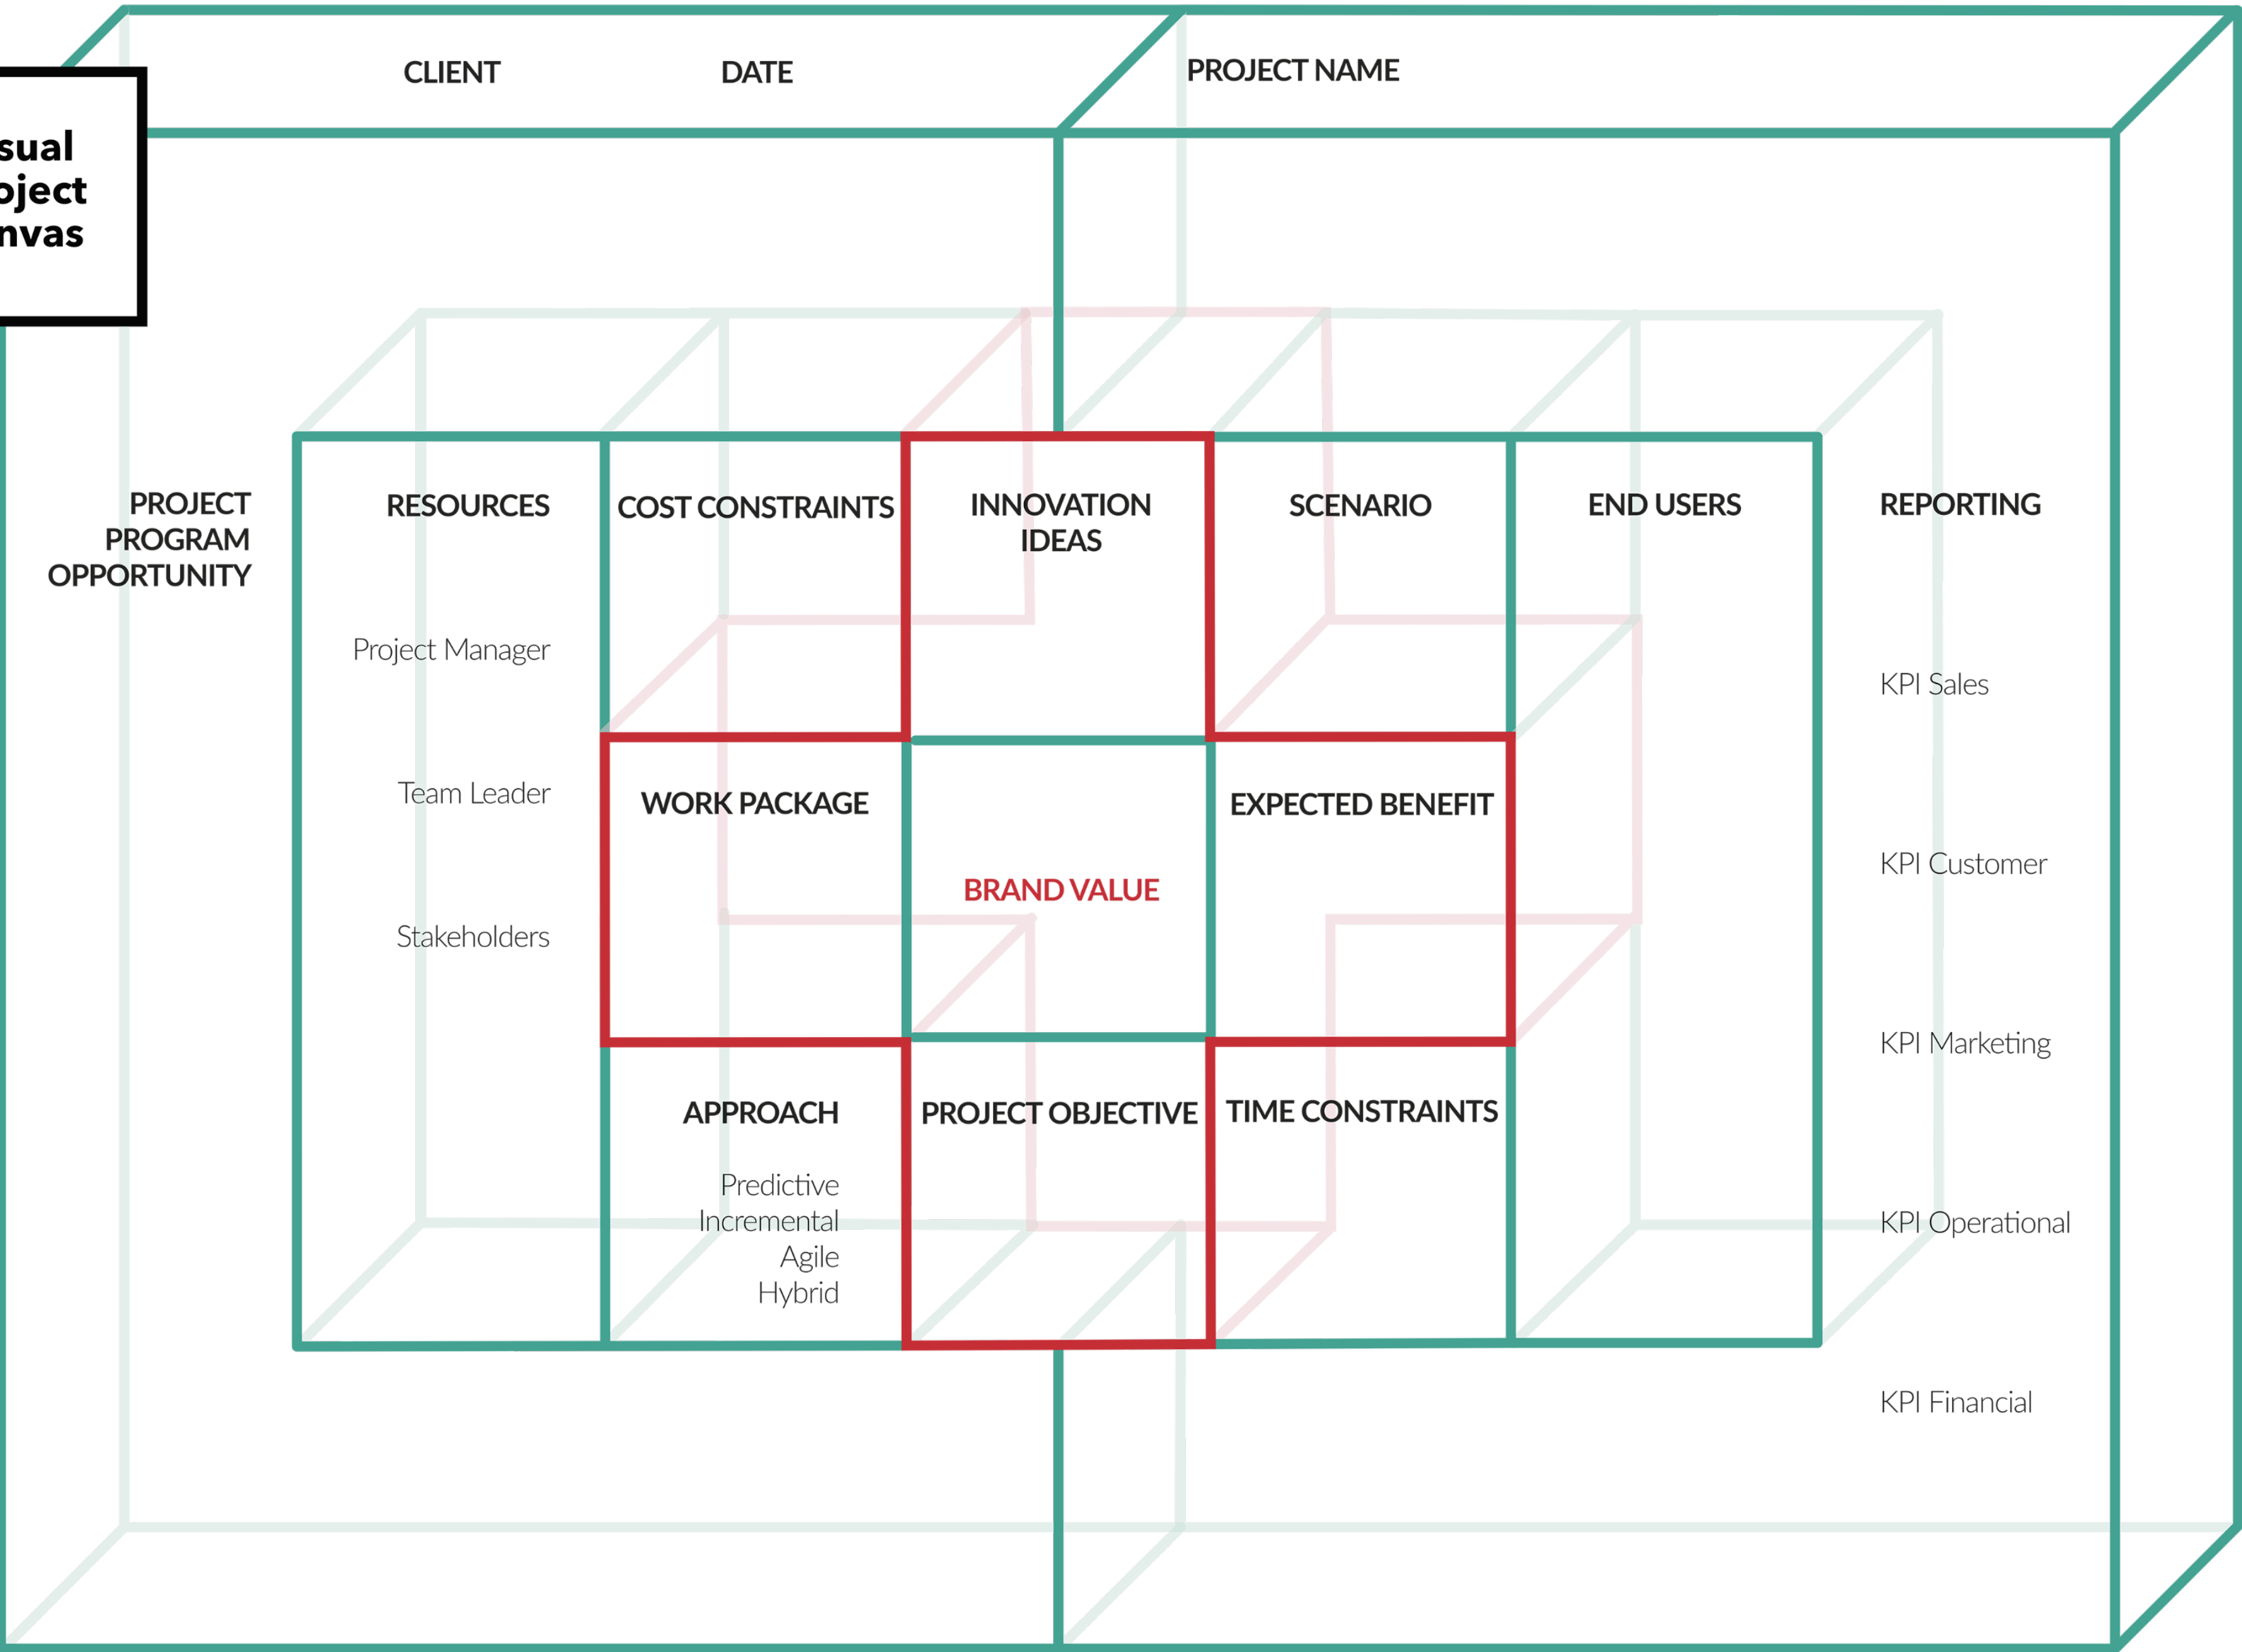 CLIENT
DATE
PROJECT NAME
sual
oject
nvas
PROJECT
PROGRAM
OPPORTUNITY
RESOURCES
Project Manager
Team Leader
Stakeholders
COST CONSTRAINTS
INNOVATION
IDEAS
SCENARIO
END USERS
REPORTING
KPI Sales
KPI Customer
KPI Marketing
KPI Operational
KPI Financial
WORK PACKAGE
BRAND VALUE
EXPECTED BENEFIT
APPROACH
Predictive
Incremental
Agile
Hybrid
PROJECT OBJECTIVE
TIME CONSTRAINTS